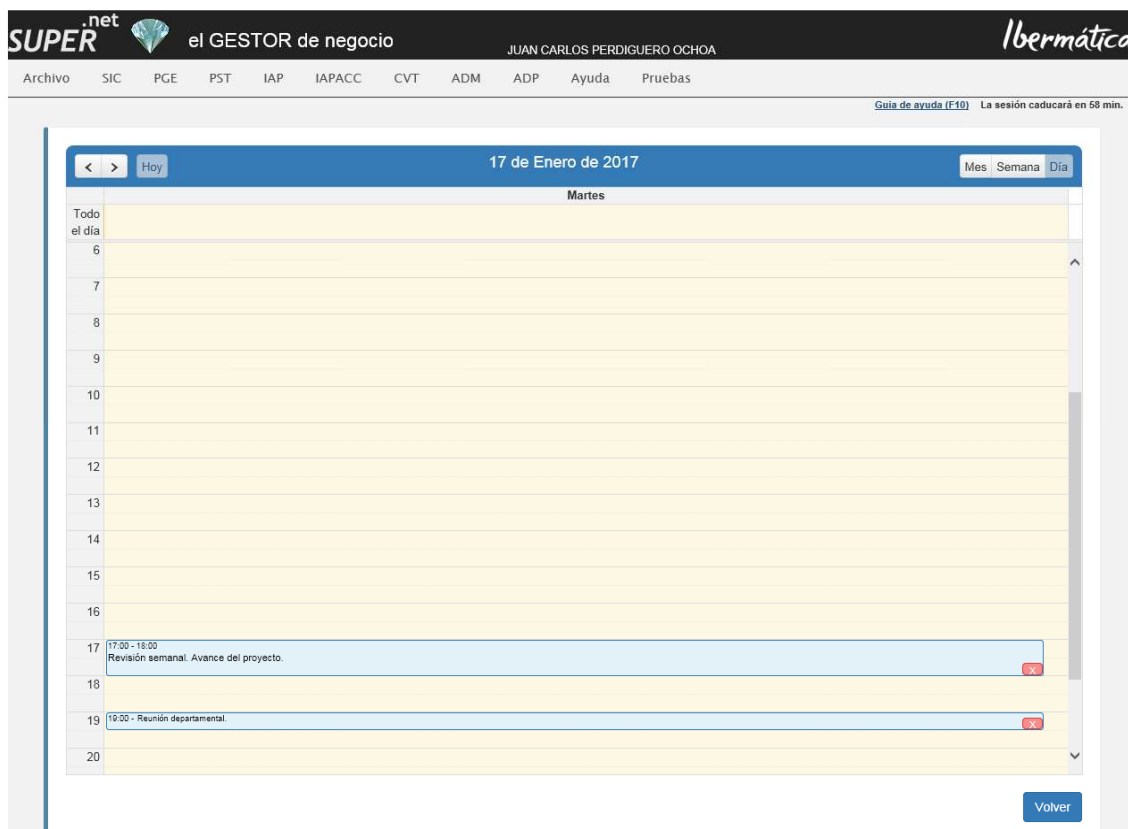 SUPER.net el GESTOR de negocio JUAN CARLOS PERDIGUERO OCHOA Ibermática
Archivo SIC PGE PST IAP IAPACC CVT ADM ADP Ayuda Pruebas
Guia de ayuda (F10) La sesión caducará en 58 min.
< > Hoy 17 de Enero de 2017 Mes Semana Día
Martes
Todo
el día
6
7
8
9
10
11
12
13
14
15
16
17 17:00 - 18:00
Revisión semanal. Avance del proyecto.
X
18
19 19:00 - Reunión departamental.
X
20
Volver